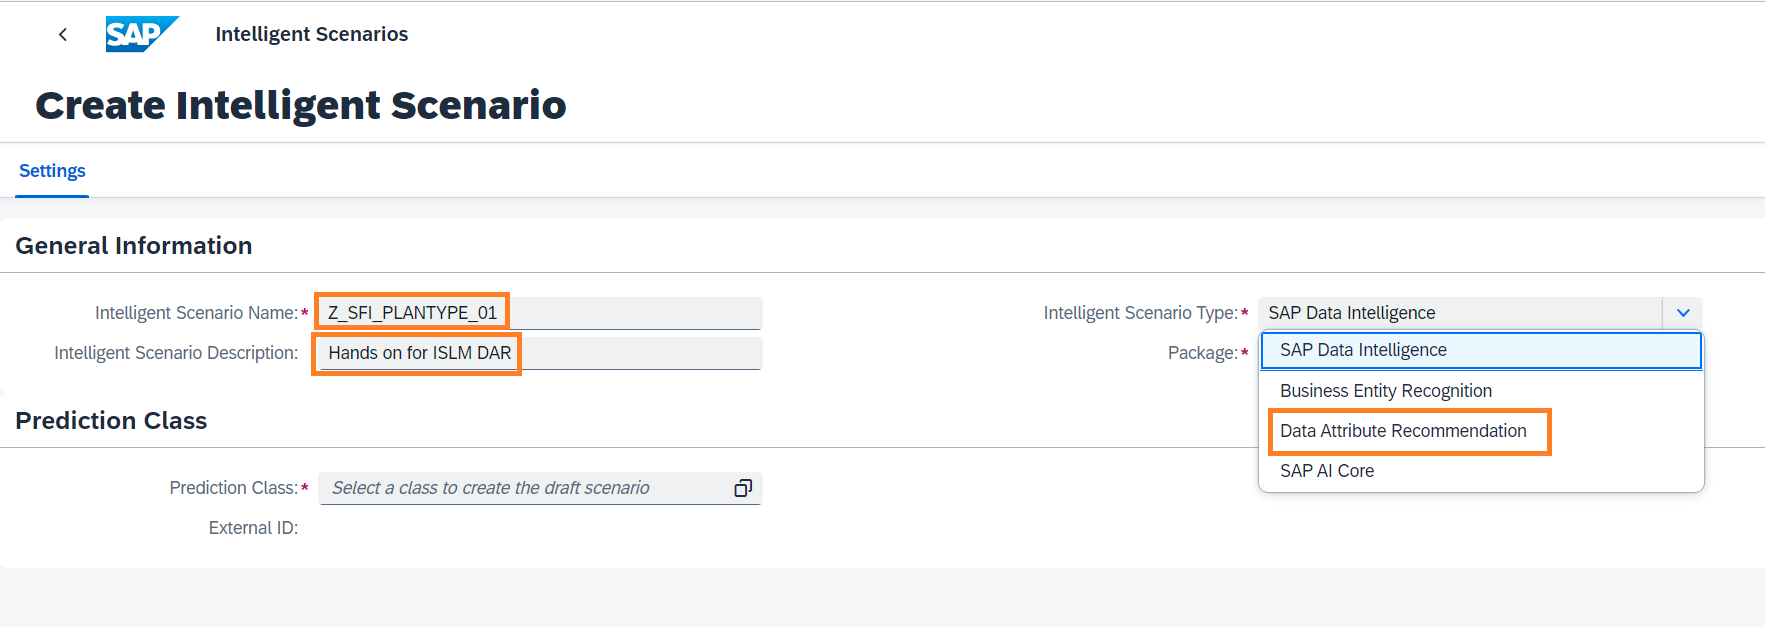 SAP Intelligent Scenarios
Create Intelligent Scenario
Settings
General Information
Intelligent Scenario Name:* Z_SFI_PLANTYPE_01
Intelligent Scenario Description: Hands on for ISLM DAR
Intelligent Scenario Type:* SAP Data Intelligence
Package:*
SAP Data Intelligence
Business Entity Recognition
Data Attribute Recommendation
SAP AI Core
Prediction Class
Prediction Class:* Select a class to create the draft scenario
External ID: